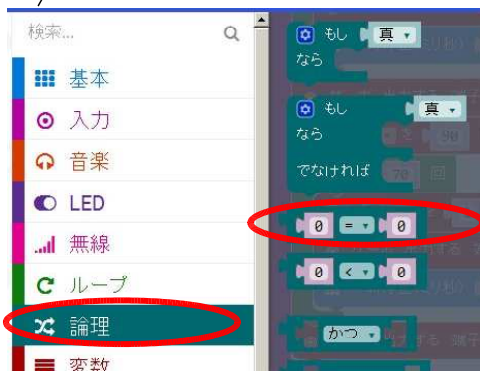 検索...
基本
入力
音楽
LED
無線
ループ
論理
変数
もし 真
なら
もし 真
なら
でなければ
0 = 0
0 < 0
かつ